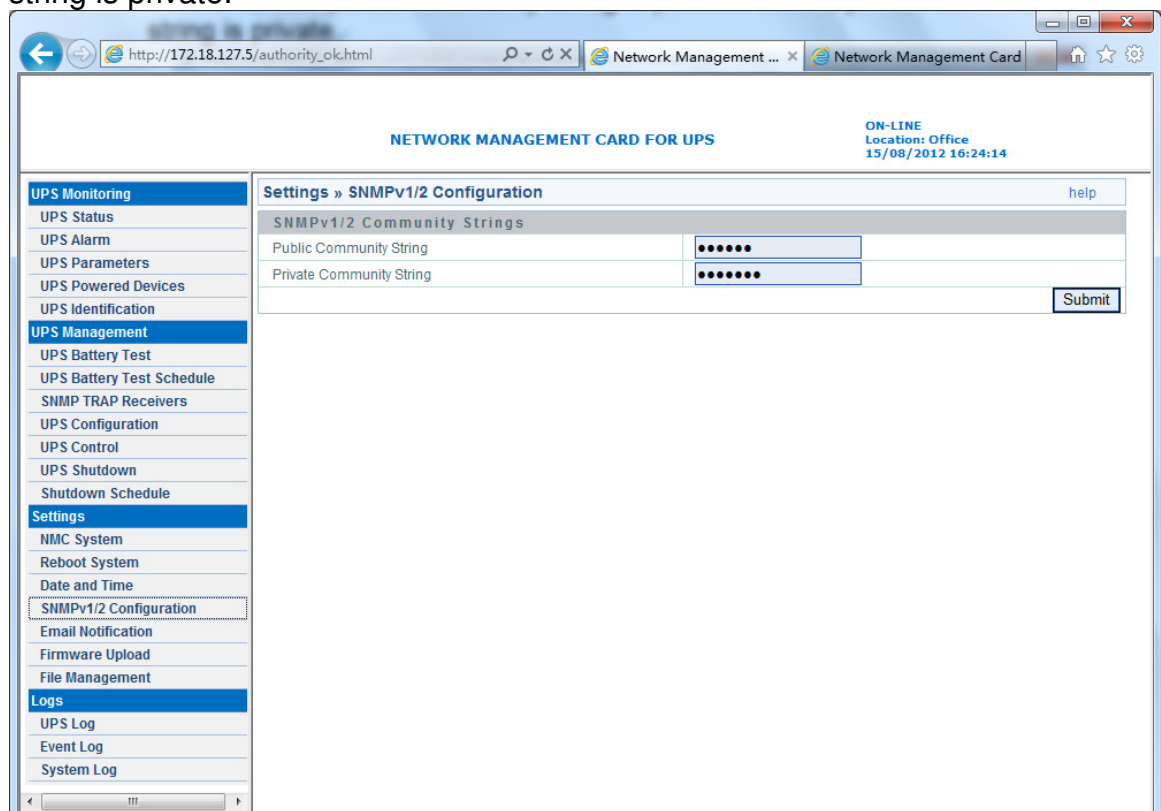 string is private.
string is private.
http://172.18.127.5/authority_ok.html
Network Management ...
Network Management Card
NETWORK MANAGEMENT CARD FOR UPS
ON-LINE
Location: Office
15/08/2012 16:24:14
UPS Monitoring
UPS Status
UPS Alarm
UPS Parameters
UPS Powered Devices
UPS Identification
UPS Management
UPS Battery Test
UPS Battery Test Schedule
SNMP TRAP Receivers
UPS Configuration
UPS Control
UPS Shutdown
Shutdown Schedule
Settings
NMC System
Reboot System
Date and Time
SNMPv1/2 Configuration
Email Notification
Firmware Upload
File Management
Logs
UPS Log
Event Log
System Log
Settings » SNMPv1/2 Configuration
help
SNMPv1/2 Community Strings
Public Community String ••••••
Private Community String •••••••
Submit